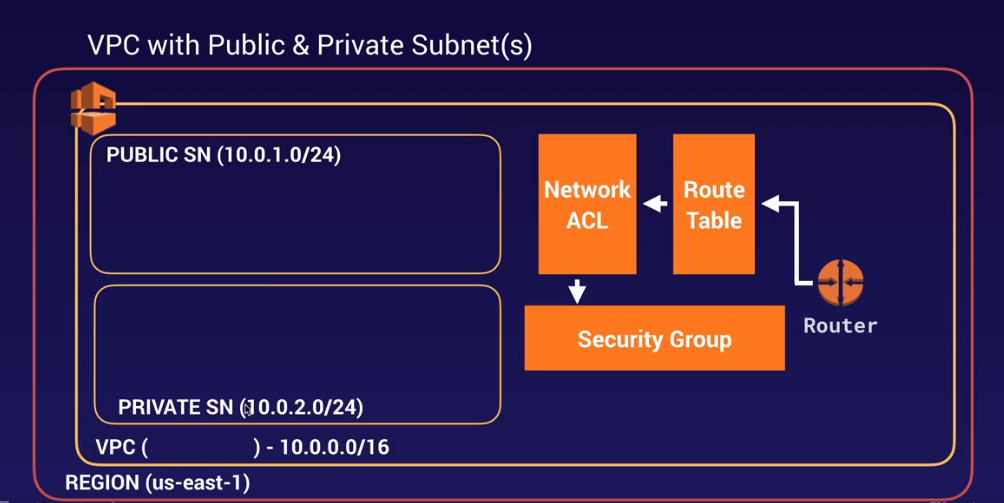 VPC with Public & Private Subnet(s)
PUBLIC SN (10.0.1.0/24)
Network
ACL
Route
Table
Security Group
Router
PRIVATE SN (10.0.2.0/24)
VPC ( ) - 10.0.0.0/16
REGION (us-east-1)